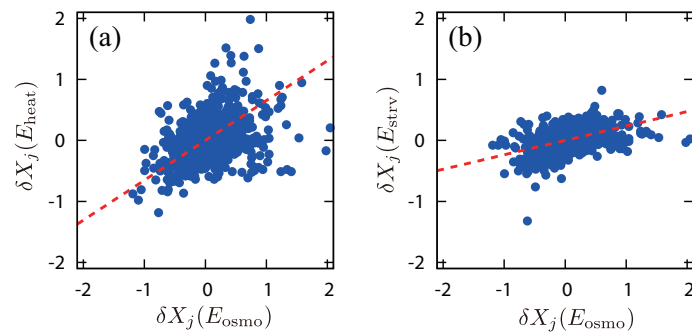 (a)
2
1
0
-1
-2
δX_j(E_heat)
-2 -1 0 1 2
δX_j(E_osmo)
(b)
2
1
0
-1
-2
δX_j(E_strv)
-2 -1 0 1 2
δX_j(E_osmo)